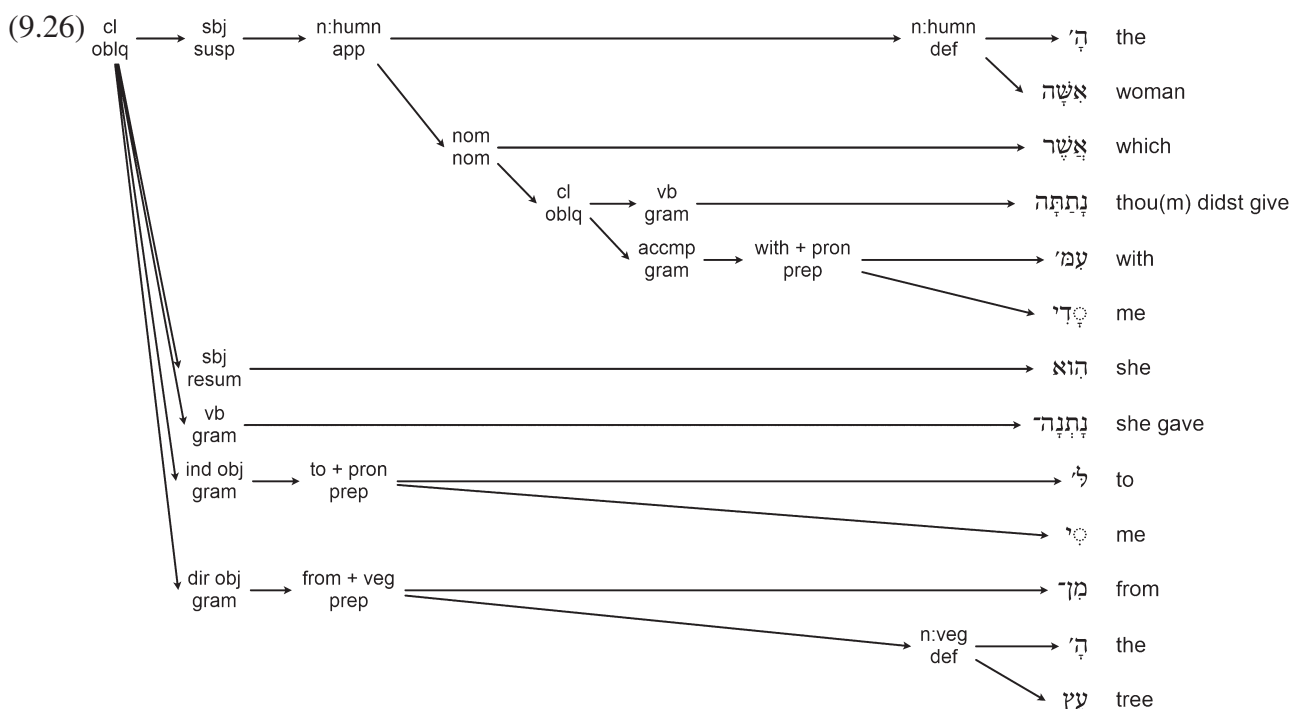 (9.26) cl sbj n:humn n:humn הָ׳ the
oblq susp app def
אִשָּׁה woman
nom אֲשֶׁר which
nom
cl vb נָתַתָּה thou(m) didst give
oblq gram
accmp with + pron עִמּ׳ with
gram prep
◌ָדִי me
sbj הִוא she
resum
vb נָתְנָה־ she gave
gram
ind obj to + pron לּ׳ to
gram prep
◌ִי me
dir obj from + veg מִן־ from
gram prep
n:veg הָ׳ the
def
עֵץ tree